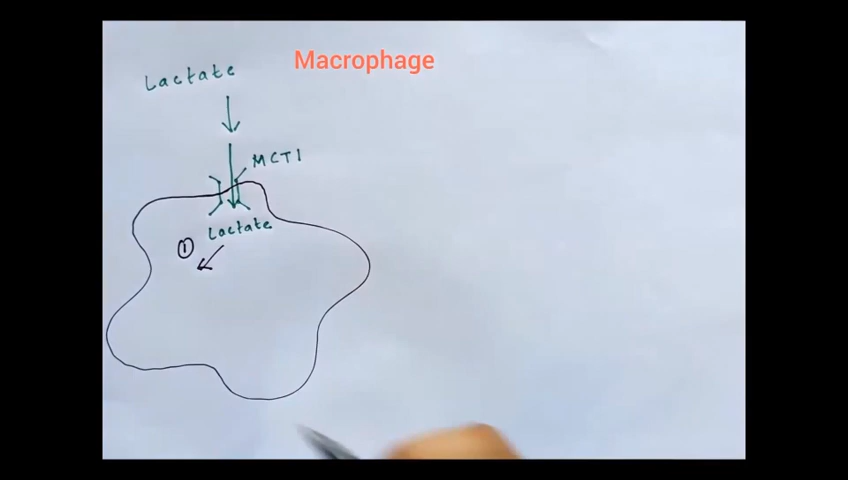 Macrophage
Lactate
MCT1
Lactate
①